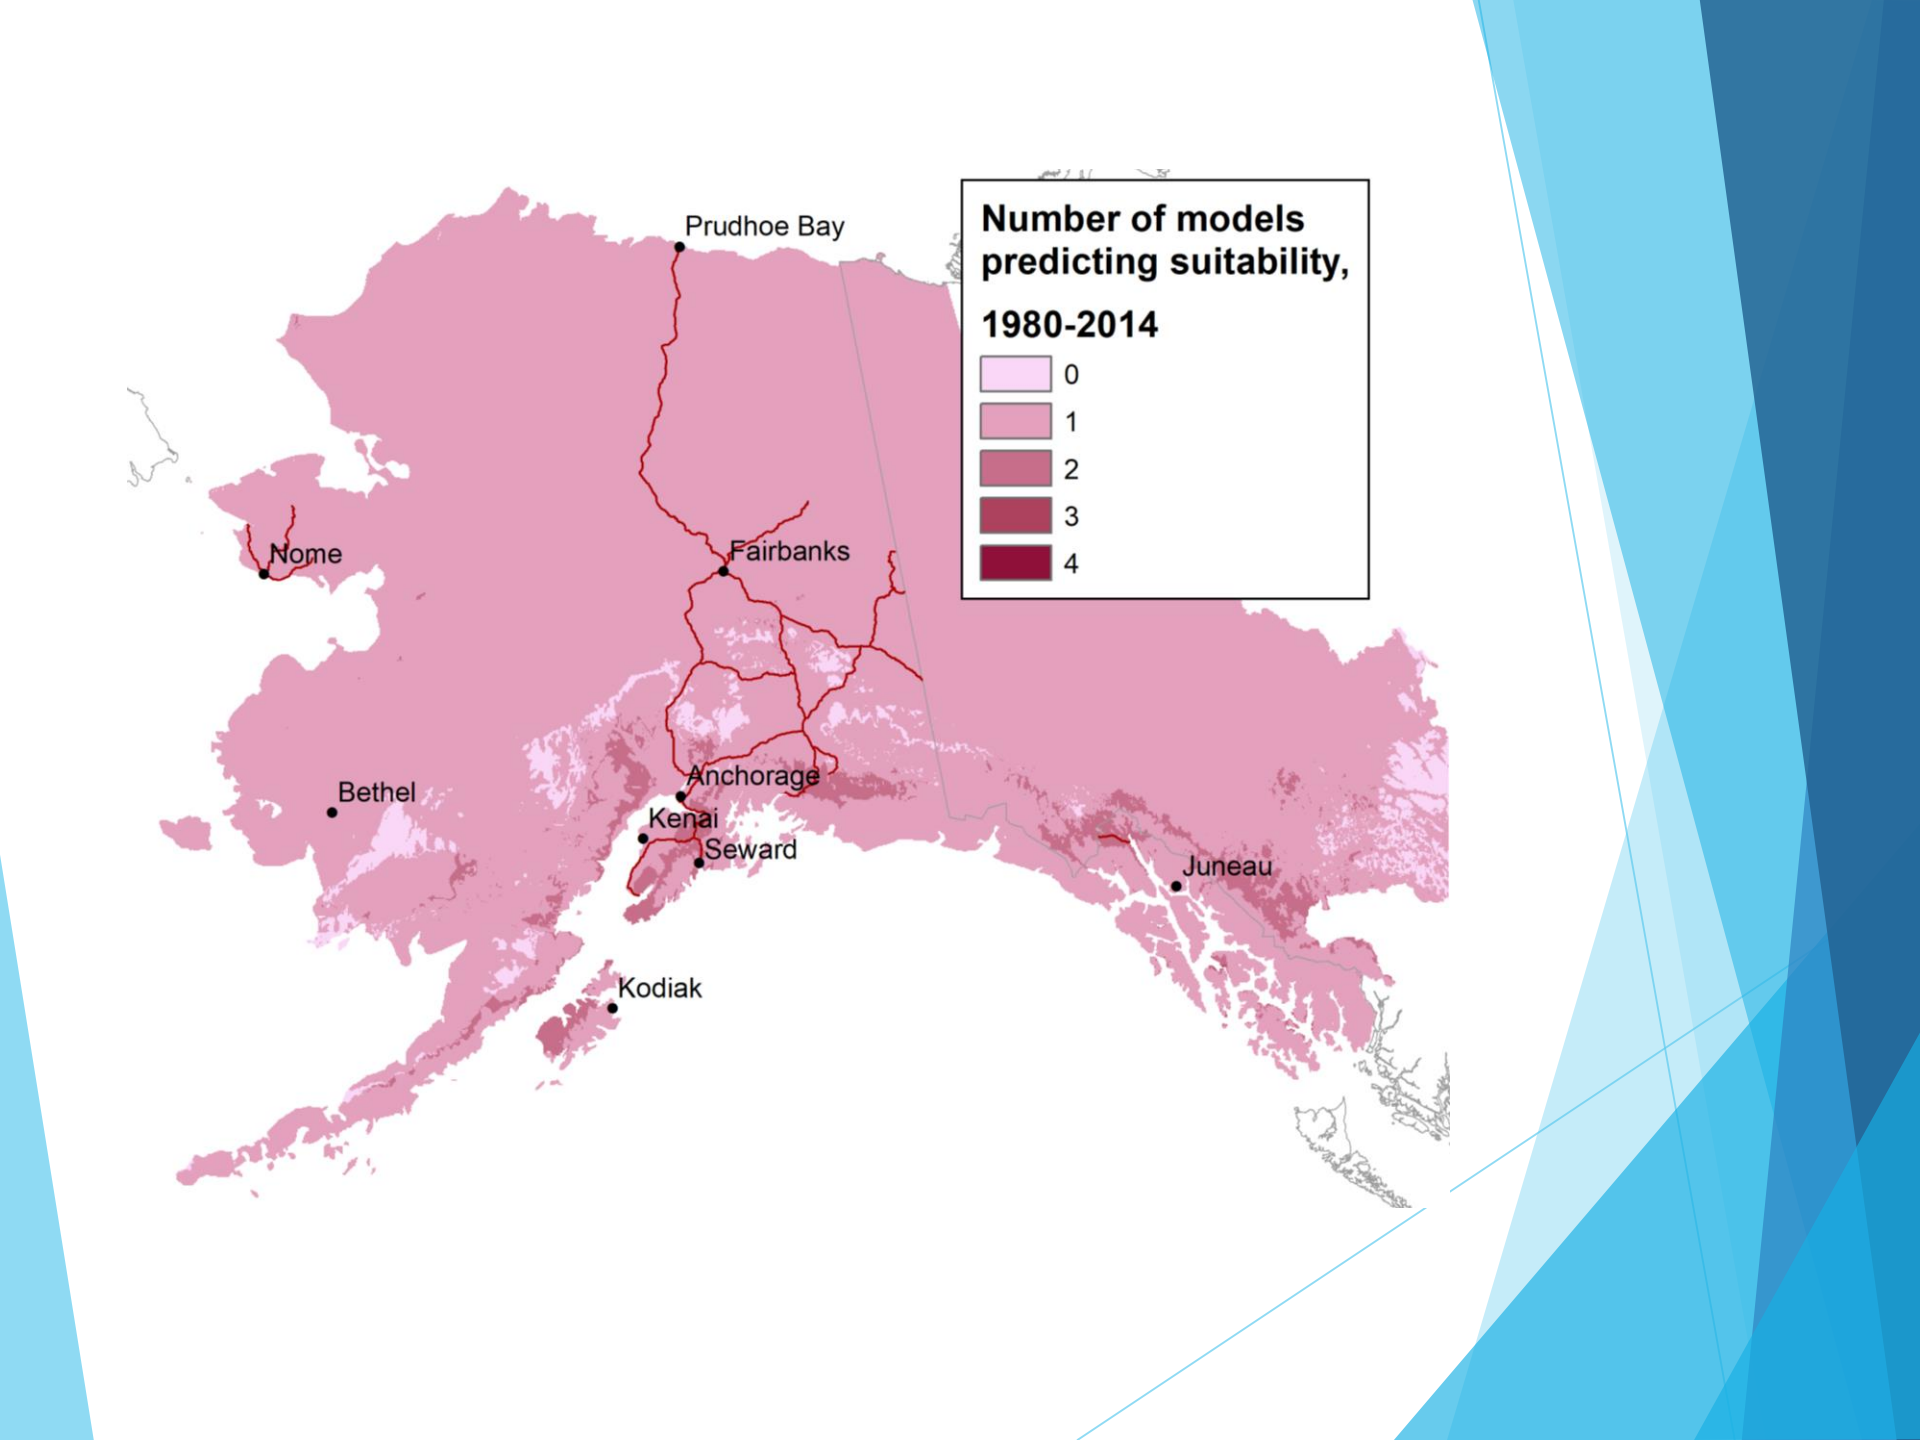 Prudhoe Bay
Number of models
predicting suitability,
1980-2014
0
1
2
3
4
Nome
Fairbanks
Anchorage
Bethel
Kenai
Seward
Juneau
Kodiak